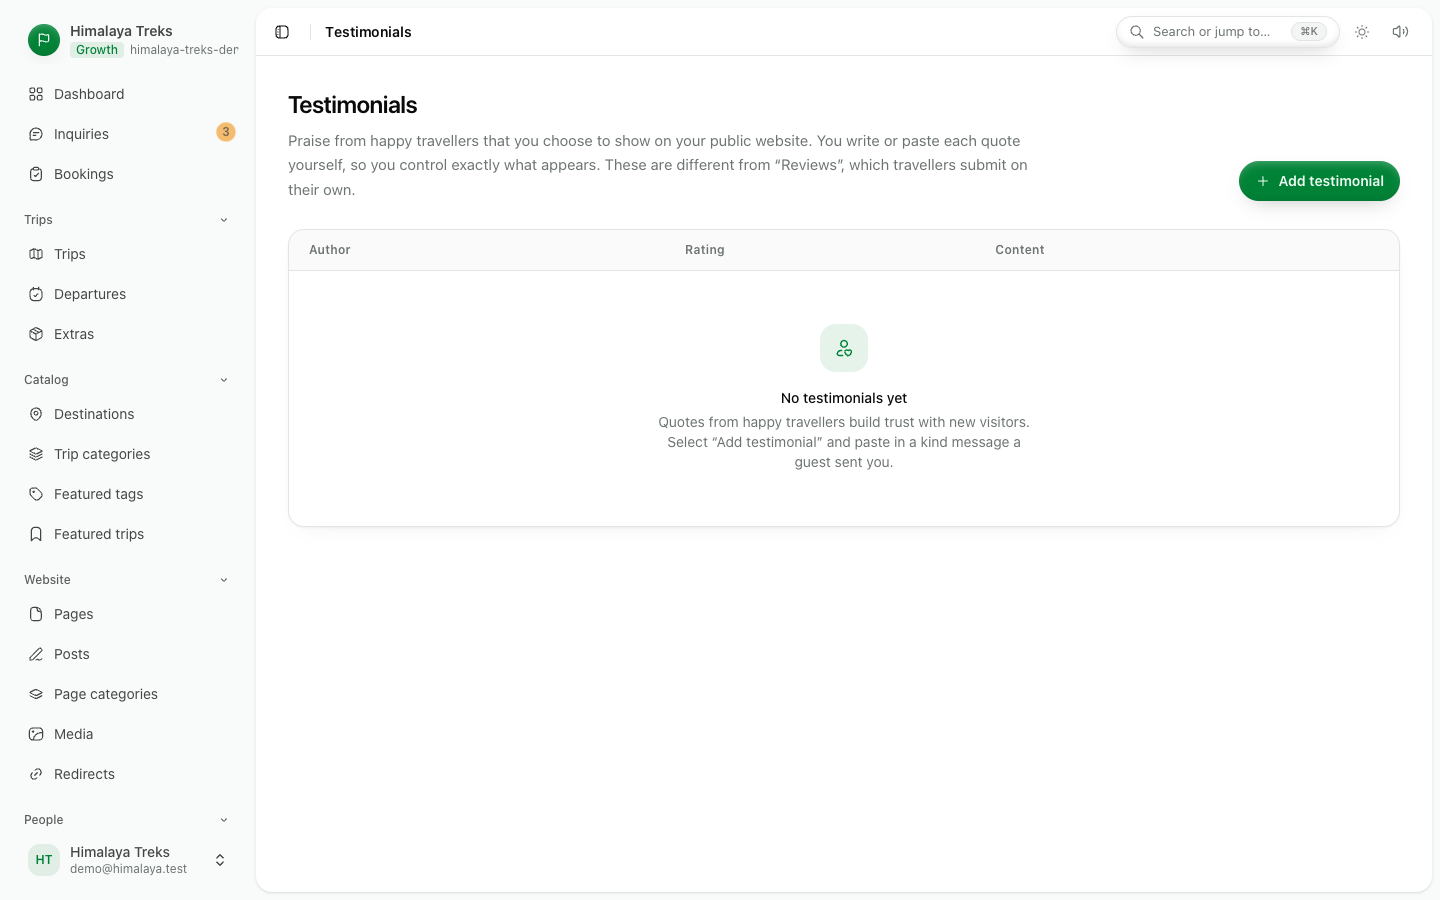 Himalaya Treks
Growth himalaya-treks-der
Dashboard
Inquiries 3
Bookings
Trips
Trips
Departures
Extras
Catalog
Destinations
Trip categories
Featured tags
Featured trips
Website
Pages
Posts
Page categories
Media
Redirects
People
HT
Himalaya Treks
demo@himalaya.test
Testimonials
Search or jump to... ⌘K
Testimonials
Praise from happy travellers that you choose to show on your public website. You write or paste each quote
yourself, so you control exactly what appears. These are different from “Reviews”, which travellers submit on
their own.
Add testimonial
Author Rating Content
No testimonials yet
Quotes from happy travellers build trust with new visitors.
Select “Add testimonial” and paste in a kind message a
guest sent you.